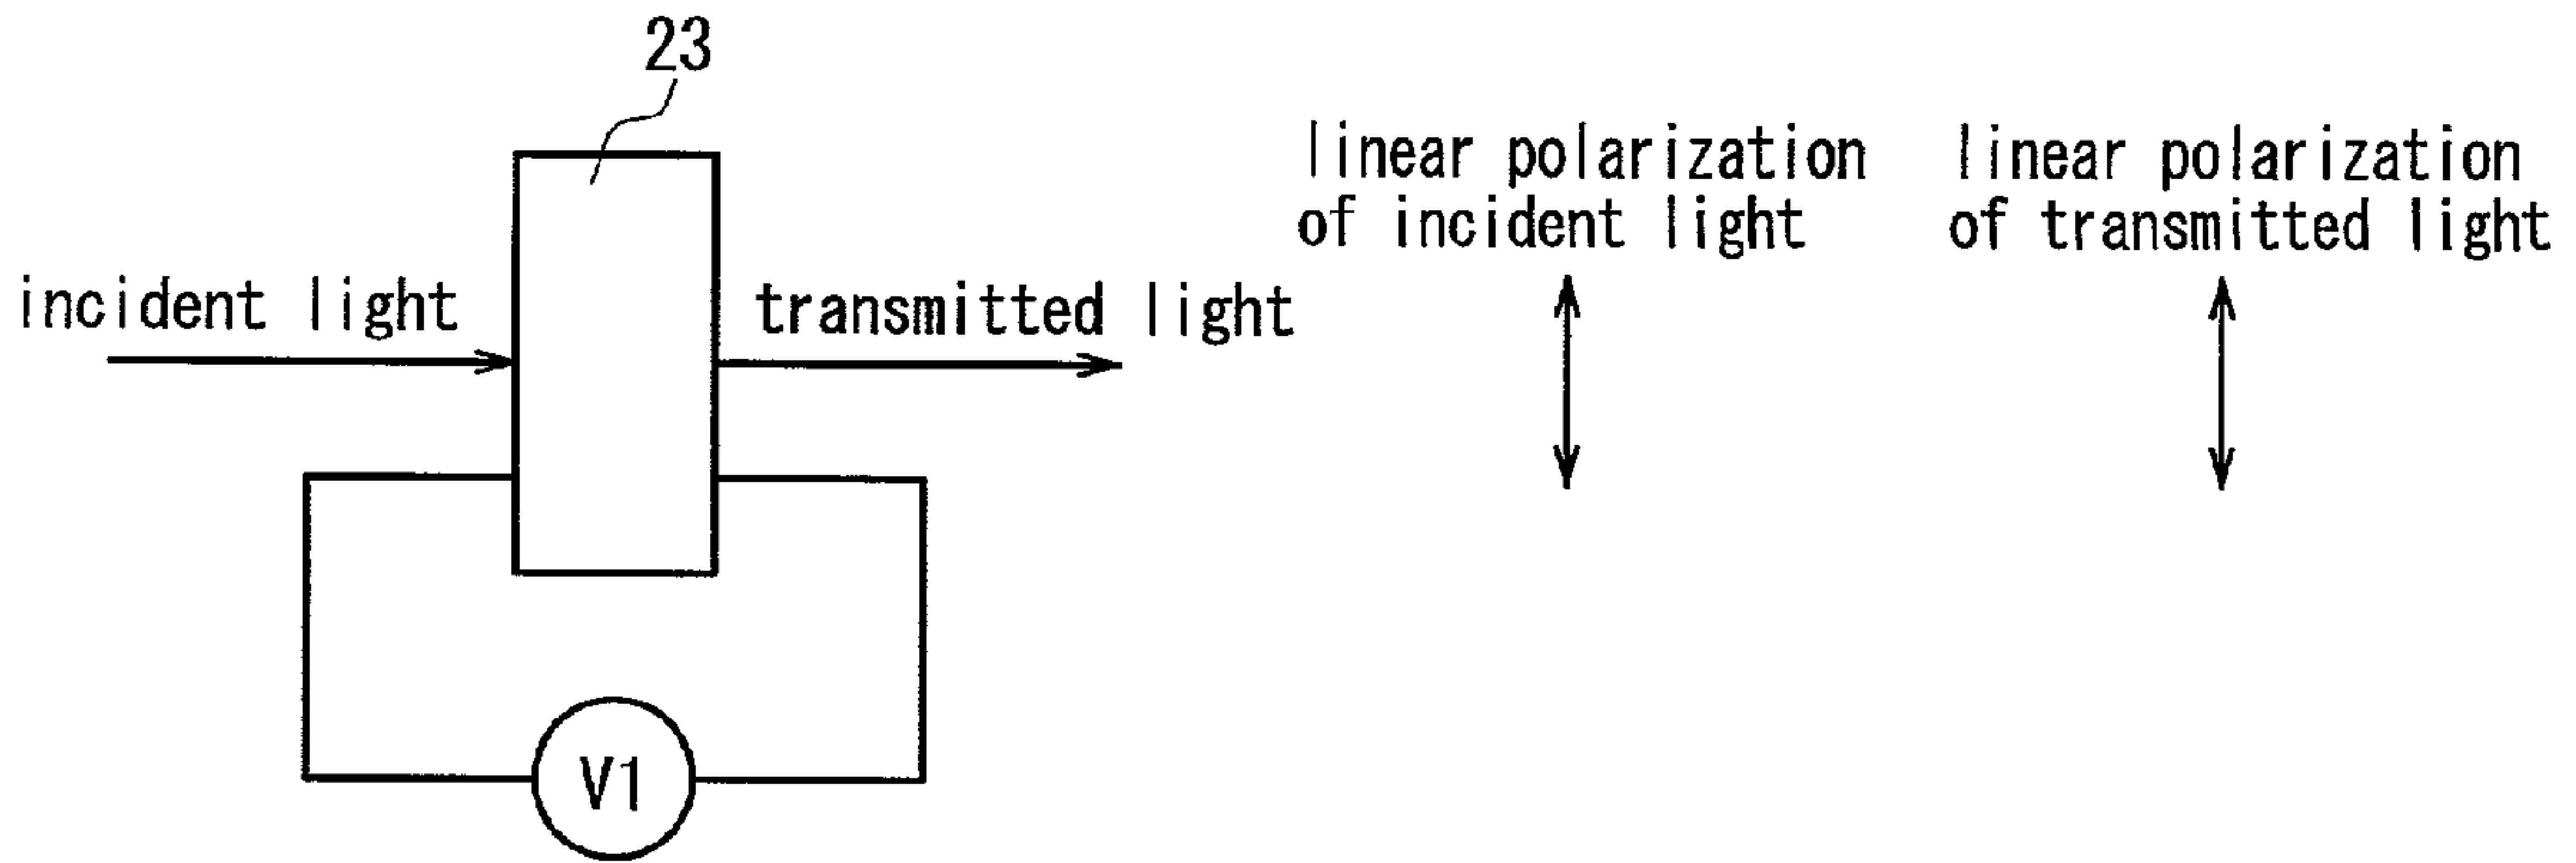 23
linear polarization
of incident light
linear polarization
of transmitted light
incident light
transmitted light
V1